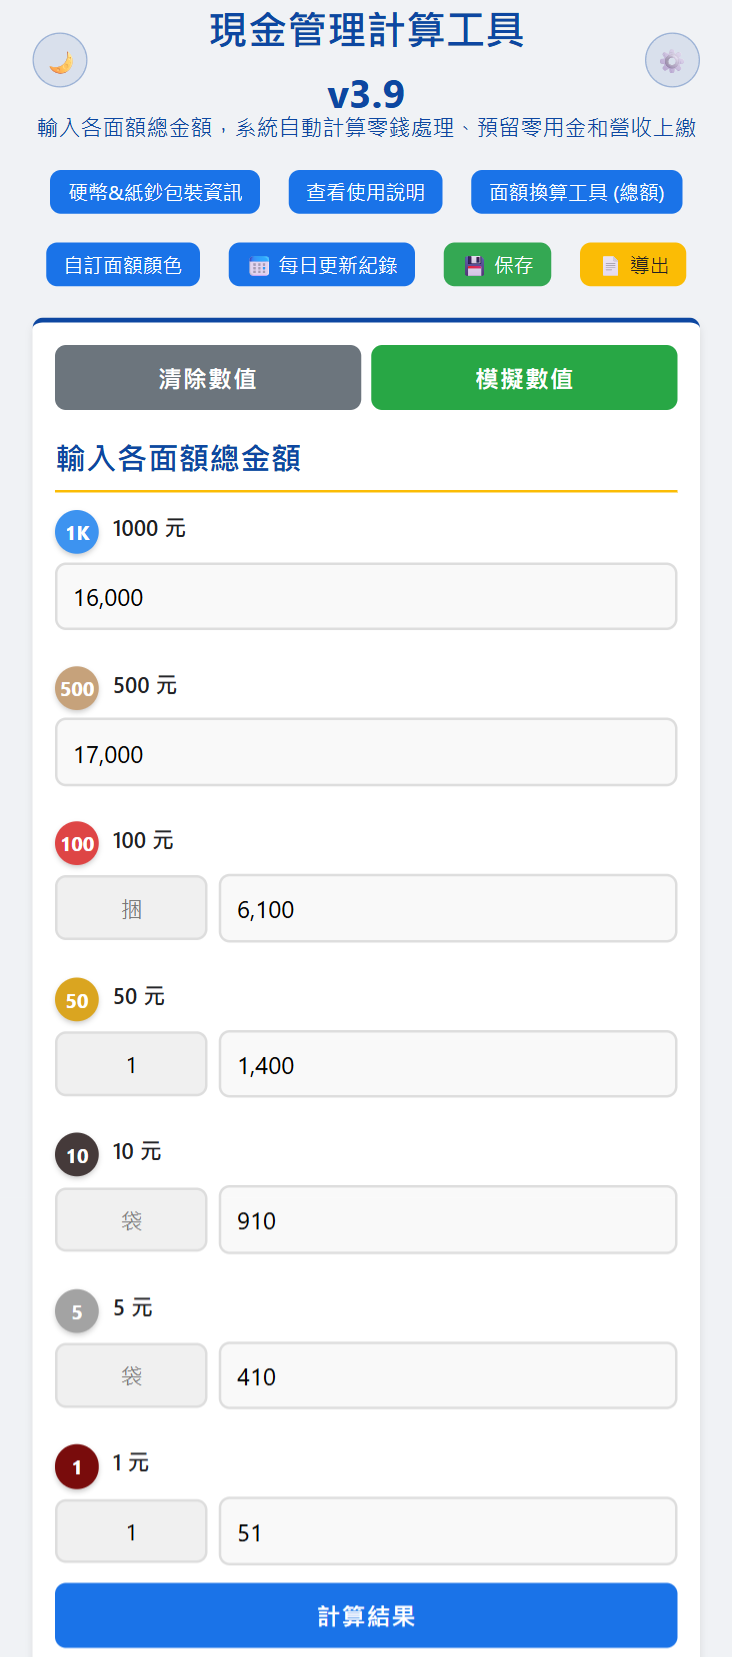 現金管理計算工具
v3.9
輸入各面額總金額，系統自動計算零錢處理、預留零用金和營收上繳
硬幣&紙鈔包裝資訊 查看使用說明 面額換算工具 (總額)
自訂面額顏色 每日更新紀錄 保存 導出
清除數值 模擬數值
輸入各面額總金額
1K 1000 元
16,000
500 500 元
17,000
100 100 元
捆 6,100
50 50 元
1 1,400
10 10 元
袋 910
5 5 元
袋 410
1 1 元
1 51
計算結果